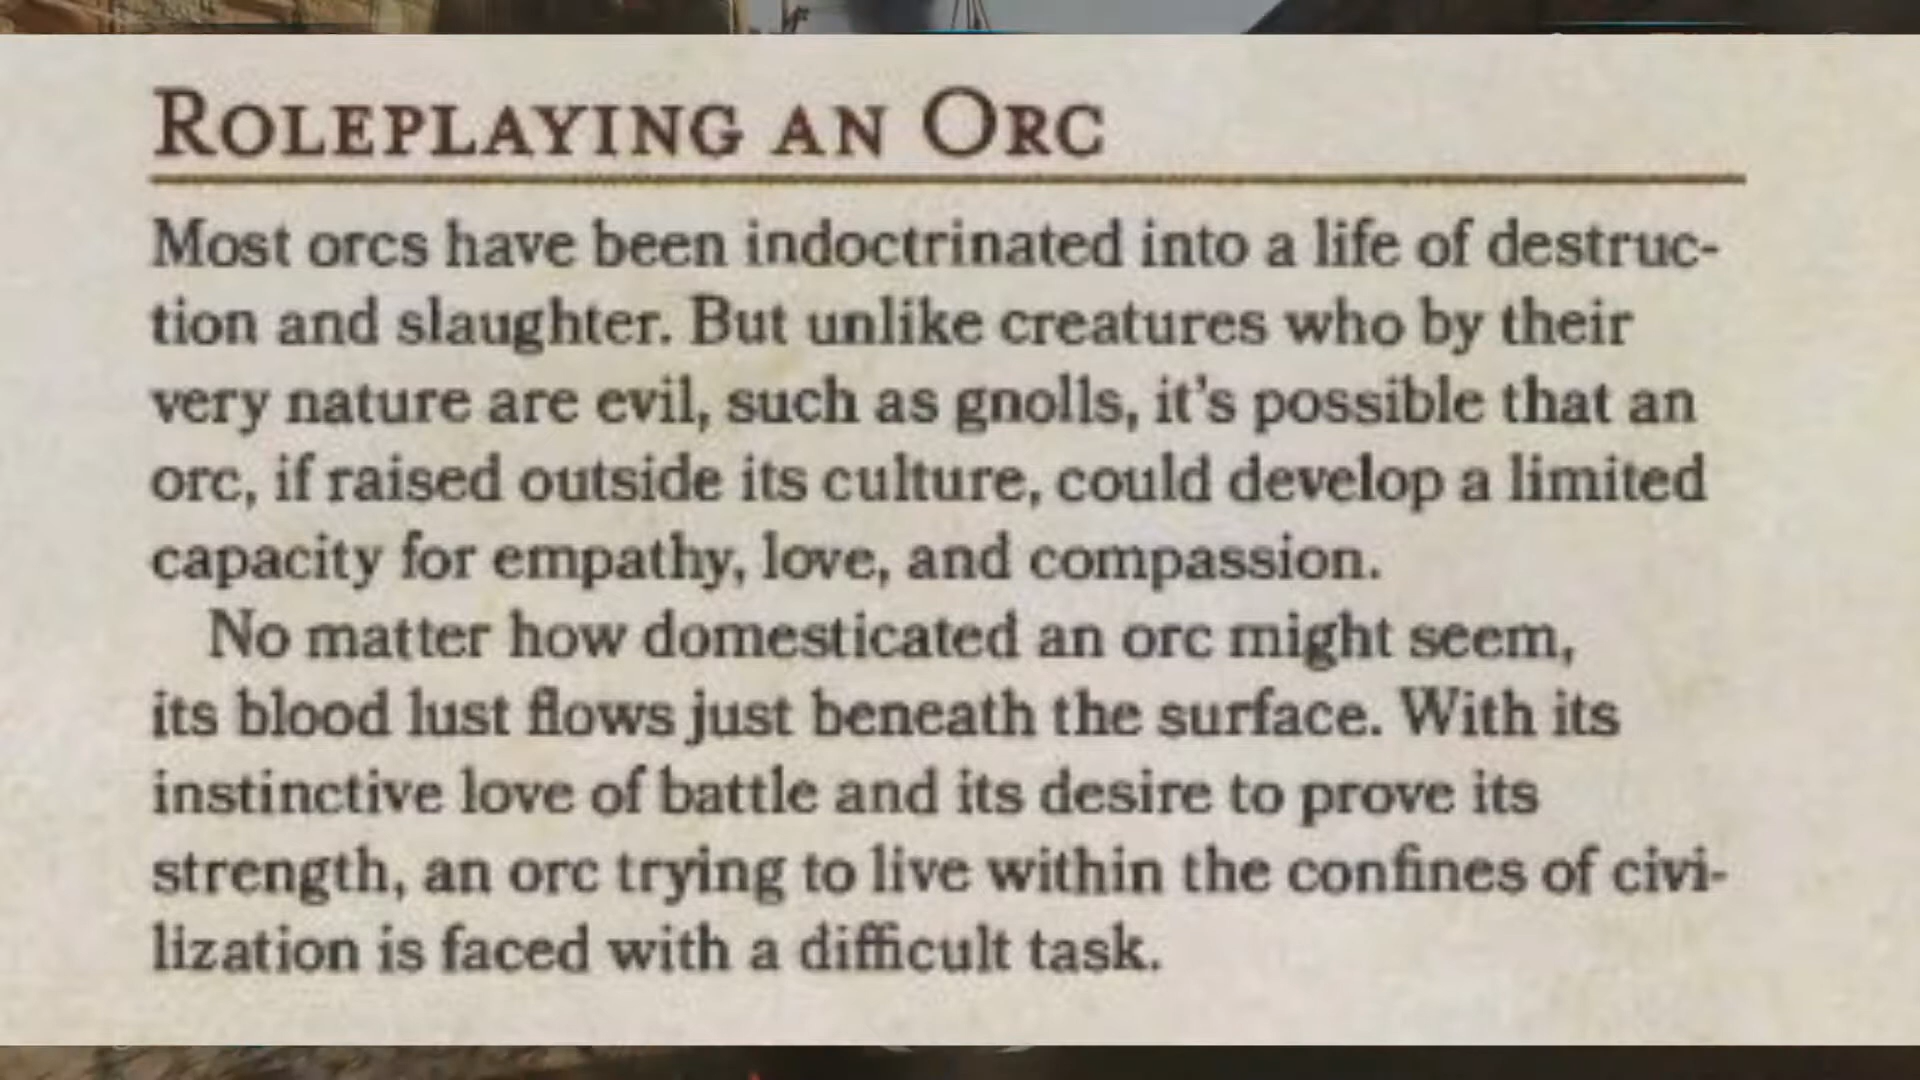 ROLEPLAYING AN ORC
Most orcs have been indoctrinated into a life of destruc-
tion and slaughter. But unlike creatures who by their
very nature are evil, such as gnolls, it's possible that an
orc, if raised outside its culture, could develop a limited
capacity for empathy, love, and compassion.
No matter how domesticated an orc might seem,
its blood lust flows just beneath the surface. With its
instinctive love of battle and its desire to prove its
strength, an orc trying to live within the confines of civi-
lization is faced with a difficult task.